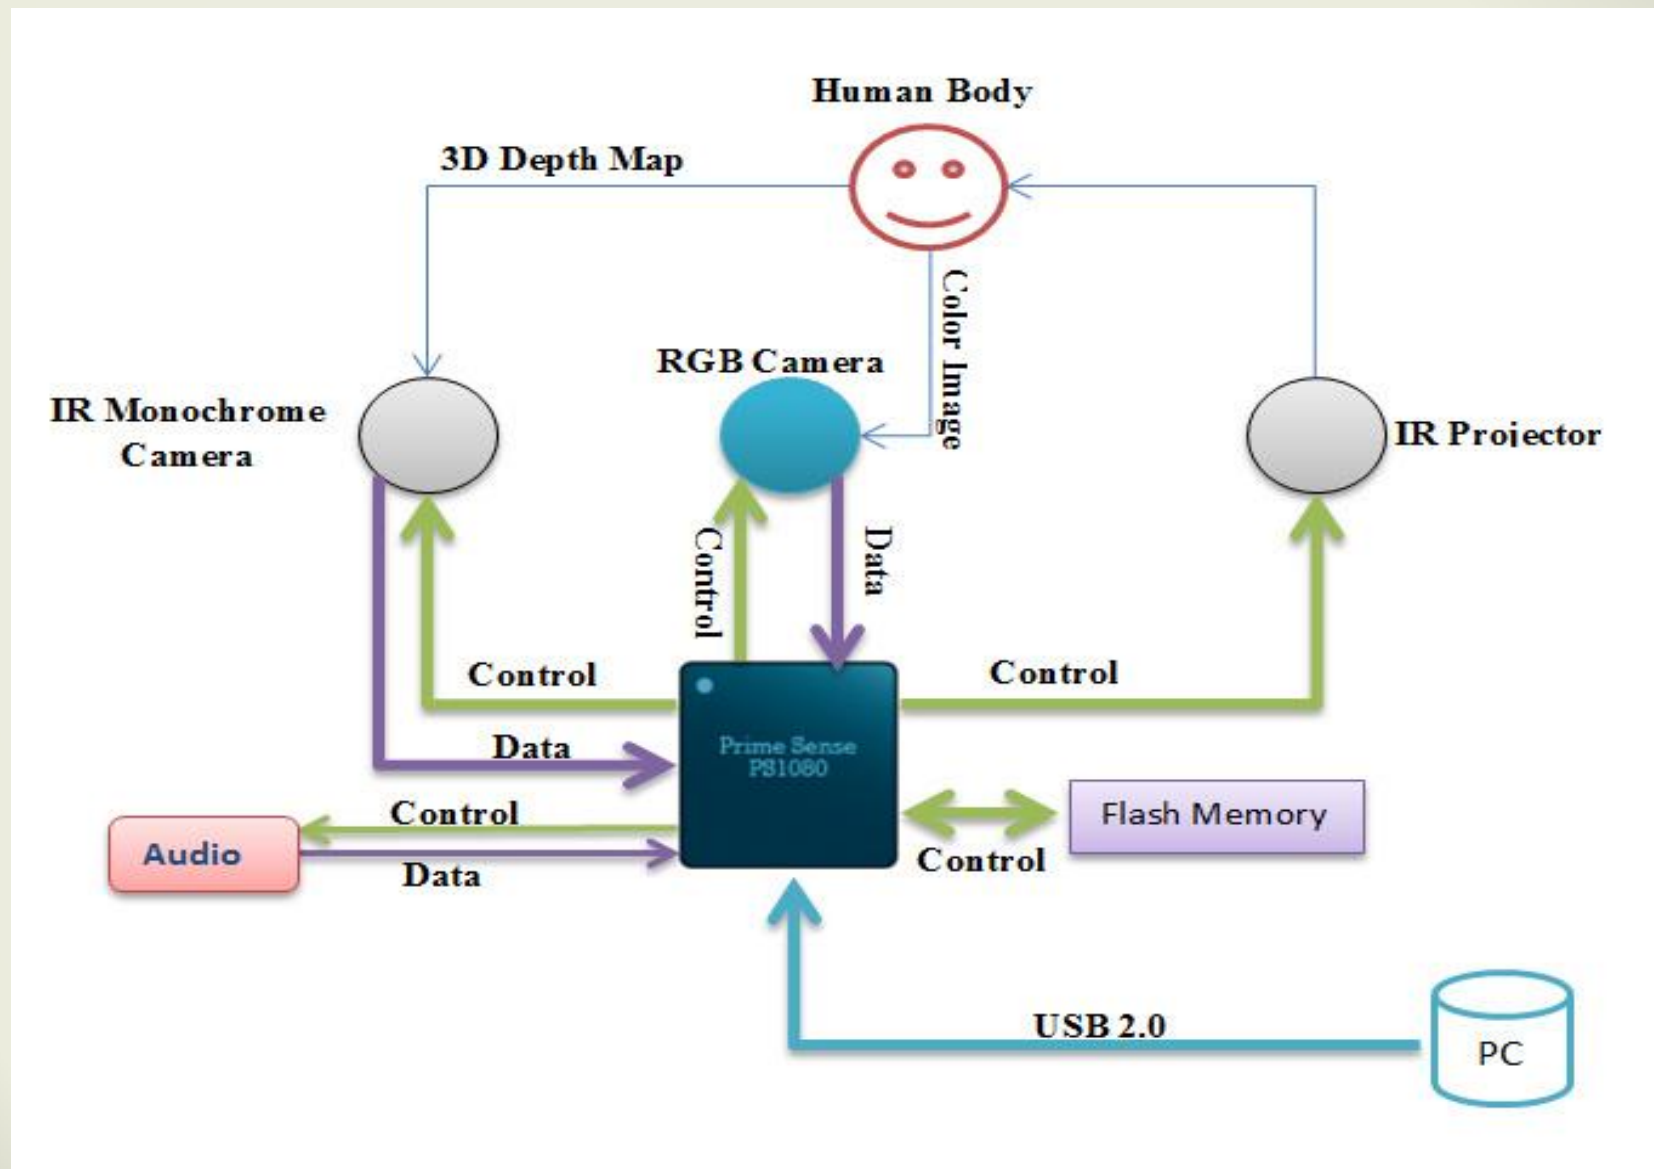 Human Body
3D Depth Map
Color Image
RGB Camera
IR Monochrome
Camera
IR Projector
Control
Data
Control
Control
Data
Prime Sense
PS1080
Control
Data
Audio
Flash Memory
Control
USB 2.0
PC